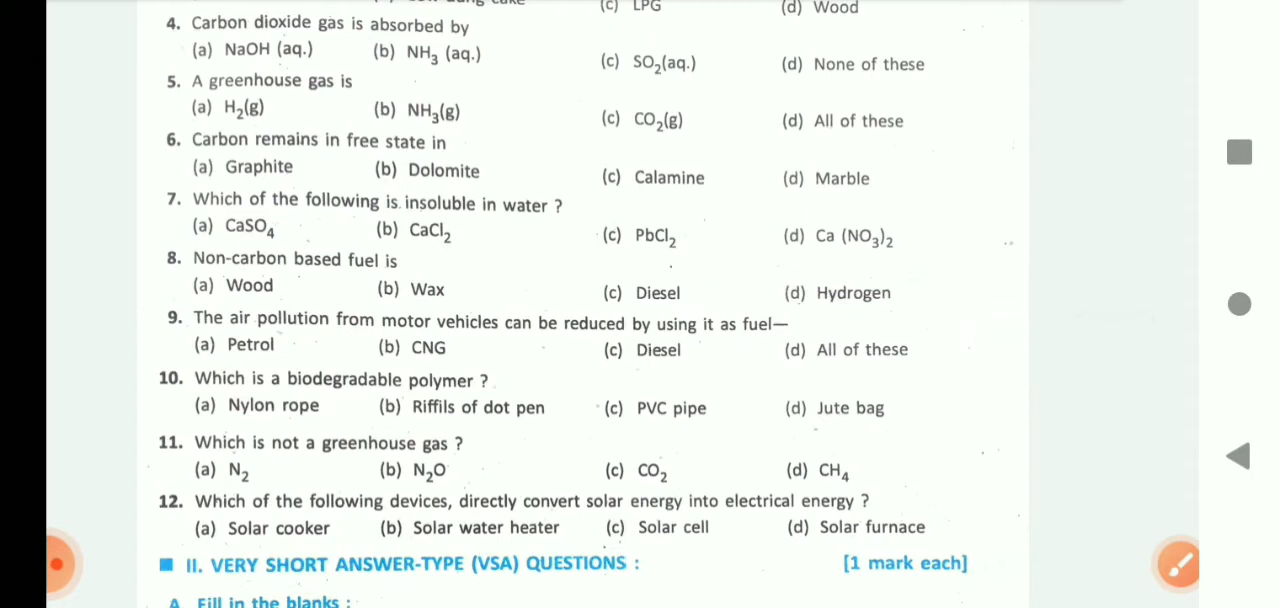 cake (c) LPG (d) Wood
4. Carbon dioxide gas is absorbed by
(a) NaOH (aq.) (b) NH₃ (aq.) (c) SO₂(aq.) (d) None of these
5. A greenhouse gas is
(a) H₂(g) (b) NH₃(g) (c) CO₂(g) (d) All of these
6. Carbon remains in free state in
(a) Graphite (b) Dolomite (c) Calamine (d) Marble
7. Which of the following is insoluble in water ?
(a) CaSO₄ (b) CaCl₂ (c) PbCl₂ (d) Ca (NO₃)₂
8. Non-carbon based fuel is
(a) Wood (b) Wax (c) Diesel (d) Hydrogen
9. The air pollution from motor vehicles can be reduced by using it as fuel—
(a) Petrol (b) CNG (c) Diesel (d) All of these
10. Which is a biodegradable polymer ?
(a) Nylon rope (b) Riffils of dot pen (c) PVC pipe (d) Jute bag
11. Which is not a greenhouse gas ?
(a) N₂ (b) N₂O (c) CO₂ (d) CH₄
12. Which of the following devices, directly convert solar energy into electrical energy ?
(a) Solar cooker (b) Solar water heater (c) Solar cell (d) Solar furnace
II. VERY SHORT ANSWER-TYPE (VSA) QUESTIONS : [1 mark each]
A. Fill in the blanks :